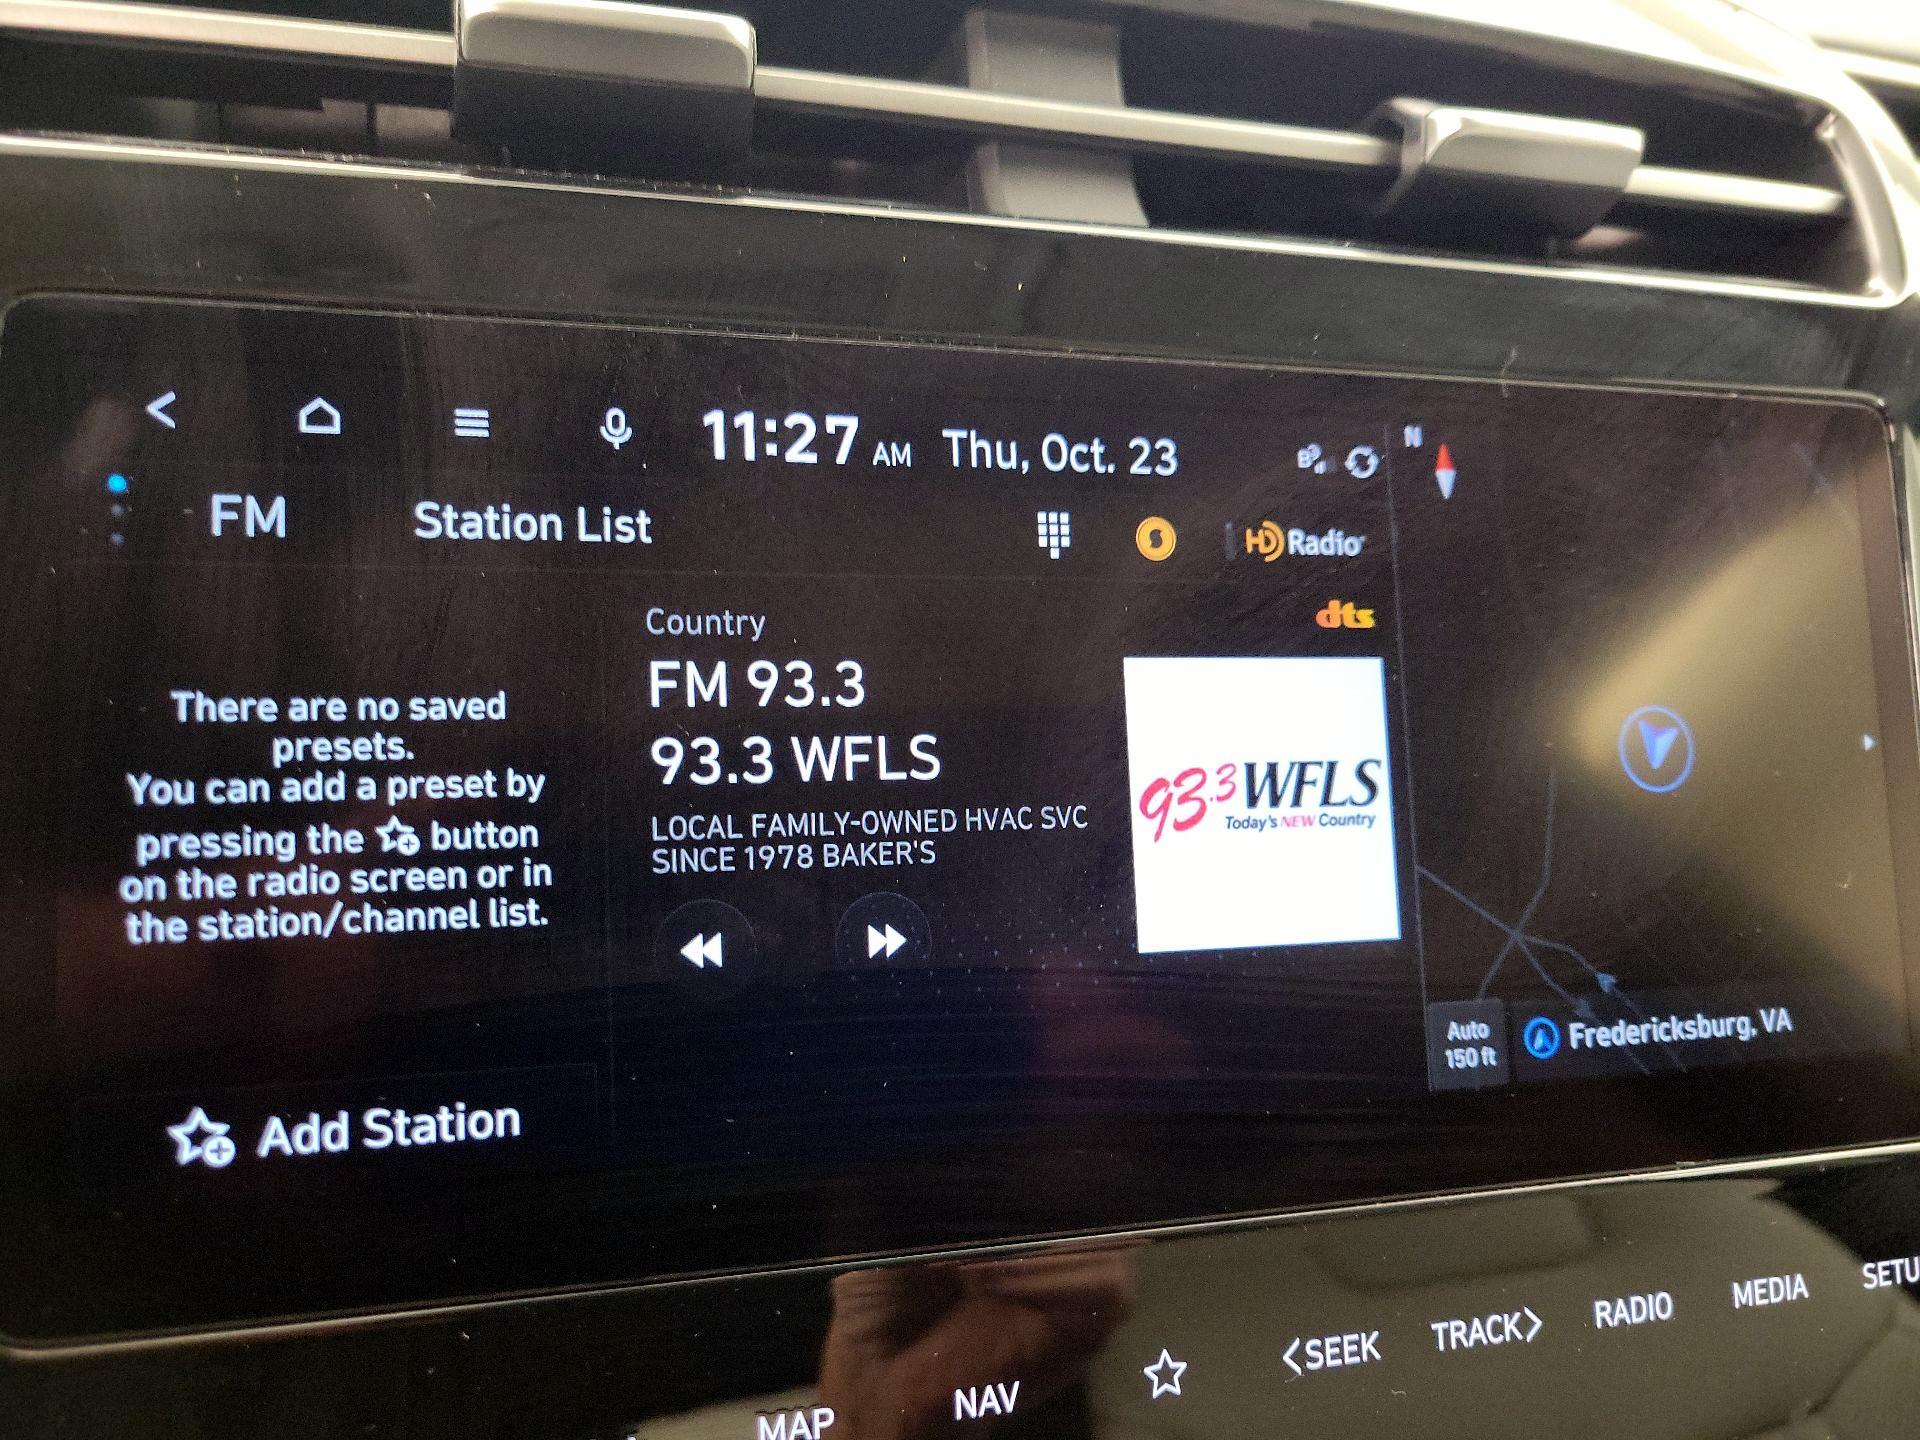 11:27 AM Thu, Oct. 23
N
FM Station List
HD Radio
Country
dts
FM 93.3
93.3 WFLS
LOCAL FAMILY-OWNED HVAC SVC
SINCE 1978 BAKER'S
There are no saved
presets.
You can add a preset by
pressing the button
on the radio screen or in
the station/channel list.
93.3 WFLS
Today's NEW Country
Auto
150 ft
Fredericksburg, VA
Add Station
MAP NAV <SEEK TRACK> RADIO MEDIA SETU